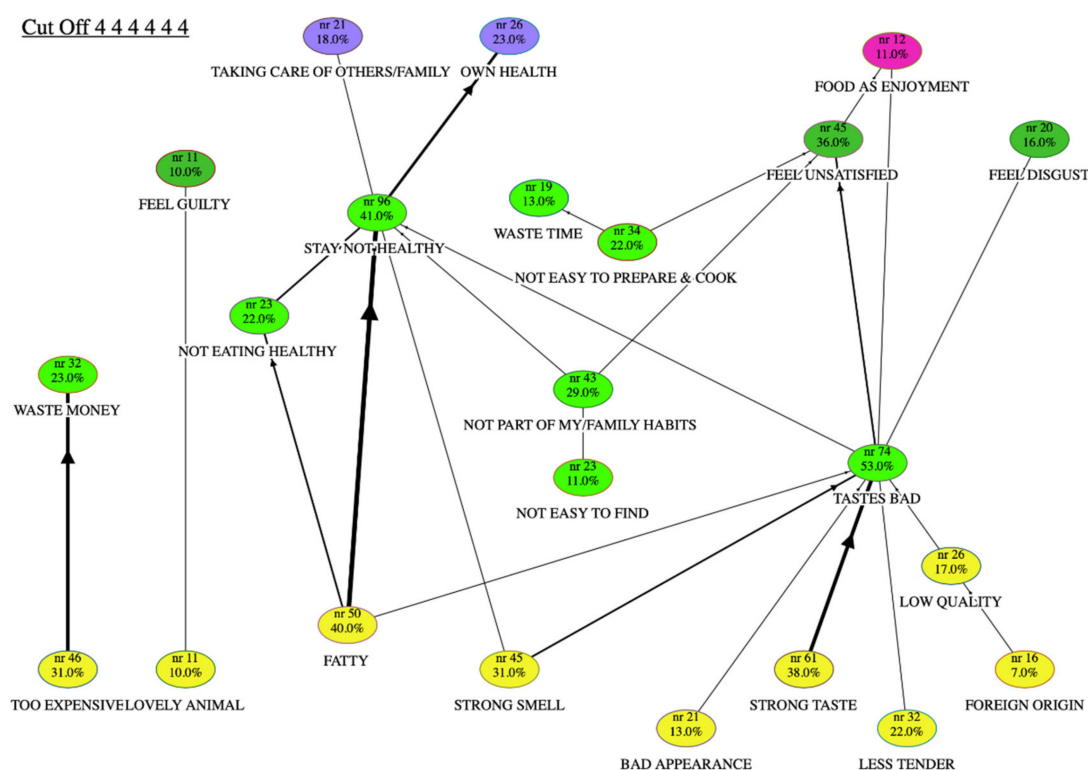 Cut Off 4 4 4 4 4 4
nr 21
18.0%
TAKING CARE OF OTHERS/FAMILY
nr 26
23.0%
OWN HEALTH
nr 12
11.0%
FOOD AS ENJOYMENT
nr 45
36.0%
FEEL UNSATISFIED
nr 20
16.0%
FEEL DISGUST
nr 11
10.0%
FEEL GUILTY
nr 96
41.0%
STAY NOT HEALTHY
nr 19
13.0%
WASTE TIME
nr 34
22.0%
NOT EASY TO PREPARE & COOK
nr 23
22.0%
NOT EATING HEALTHY
nr 32
23.0%
WASTE MONEY
nr 43
29.0%
NOT PART OF MY/FAMILY HABITS
nr 23
11.0%
NOT EASY TO FIND
nr 74
53.0%
TASTES BAD
nr 26
17.0%
LOW QUALITY
nr 50
40.0%
FATTY
nr 46
31.0%
TOO EXPENSIVE
nr 11
10.0%
LOVELY ANIMAL
nr 45
31.0%
STRONG SMELL
nr 61
38.0%
STRONG TASTE
nr 16
7.0%
FOREIGN ORIGIN
nr 21
13.0%
BAD APPEARANCE
nr 32
22.0%
LESS TENDER